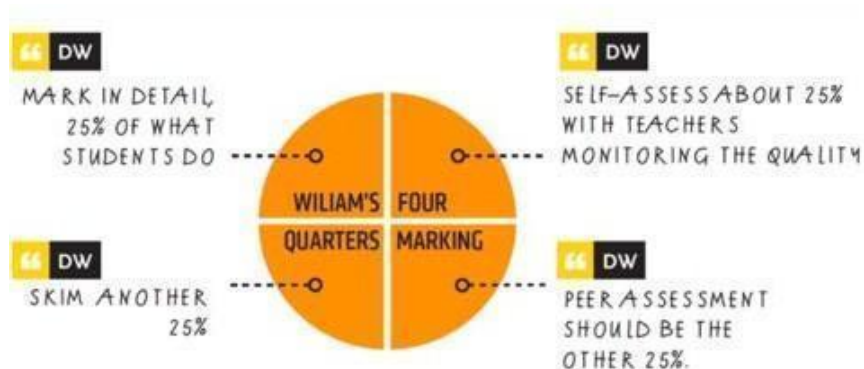 “ DW
MARK IN DETAIL,
25% OF WHAT
STUDENTS DO
“ DW
SELF-ASSESS ABOUT 25%
WITH TEACHERS
MONITORING THE QUALITY
WILIAM'S FOUR
QUARTERS MARKING
“ DW
SKIM ANOTHER
25%
“ DW
PEER ASSESSMENT
SHOULD BE THE
OTHER 25%.